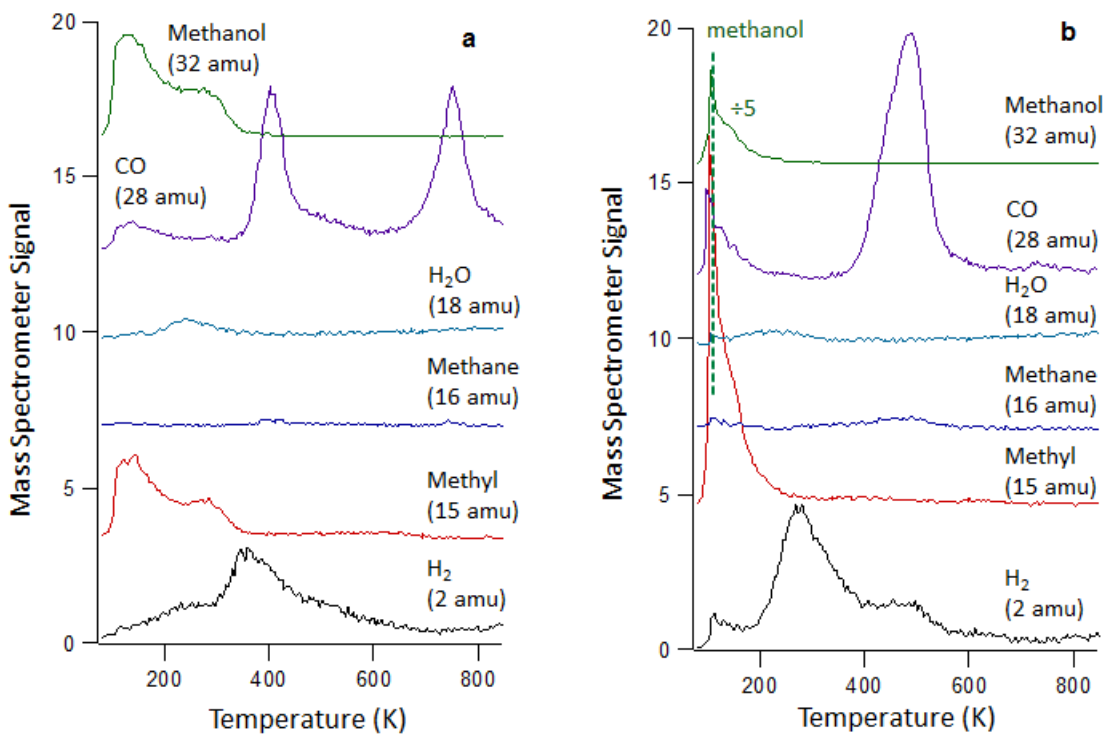 a
Mass Spectrometer Signal
20
15
10
5
0
Methanol
(32 amu)
CO
(28 amu)
H₂O
(18 amu)
Methane
(16 amu)
Methyl
(15 amu)
H₂
(2 amu)
200
400
600
800
Temperature (K)
b
Mass Spectrometer Signal
20
15
10
5
0
methanol
÷5
Methanol
(32 amu)
CO
(28 amu)
H₂O
(18 amu)
Methane
(16 amu)
Methyl
(15 amu)
H₂
(2 amu)
200
400
600
800
Temperature (K)